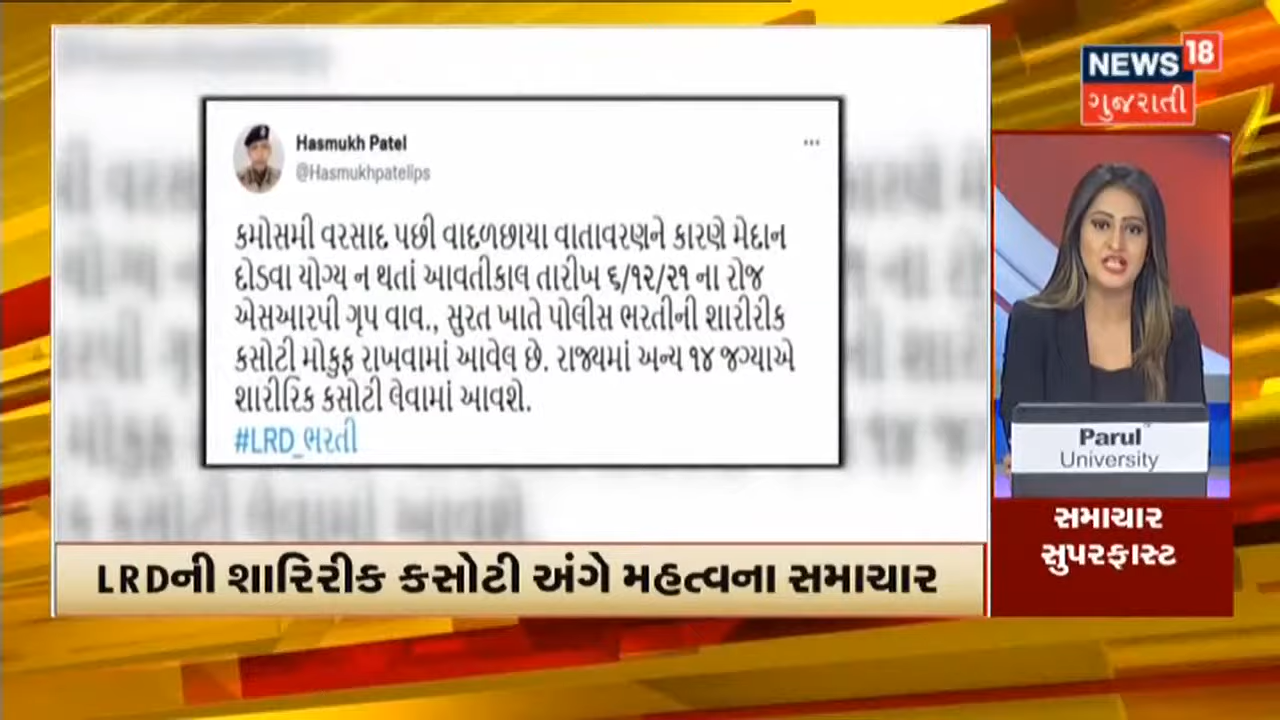 Hasmukh Patel
@Hasmukhpatelips
કમોસમી વરસાદ પછી વાદળછાયા વાતાવરણને કારણે મેદાન
દોડવા યોગ્ય ન થતાં આવતીકાલ તારીખ ૬/૧૨/૨૧ ના રોજ
એસઆરપી ગૃપ વાવ., સુરત ખાતે પોલીસ ભરતીની શારીરીક
કસોટી મોકુફ રાખવામાં આવેલ છે. રાજ્યમાં અન્ય ૧૪ જગ્યાએ
શારીરિક કસોટી લેવામાં આવશે.
#LRD_ભરતી
LRDની શારિરીક કસોટી અંગે મહત્વના સમાચાર
NEWS 18
ગુજરાતી
Parul
University
સમાચાર
સુપરફાસ્ટ